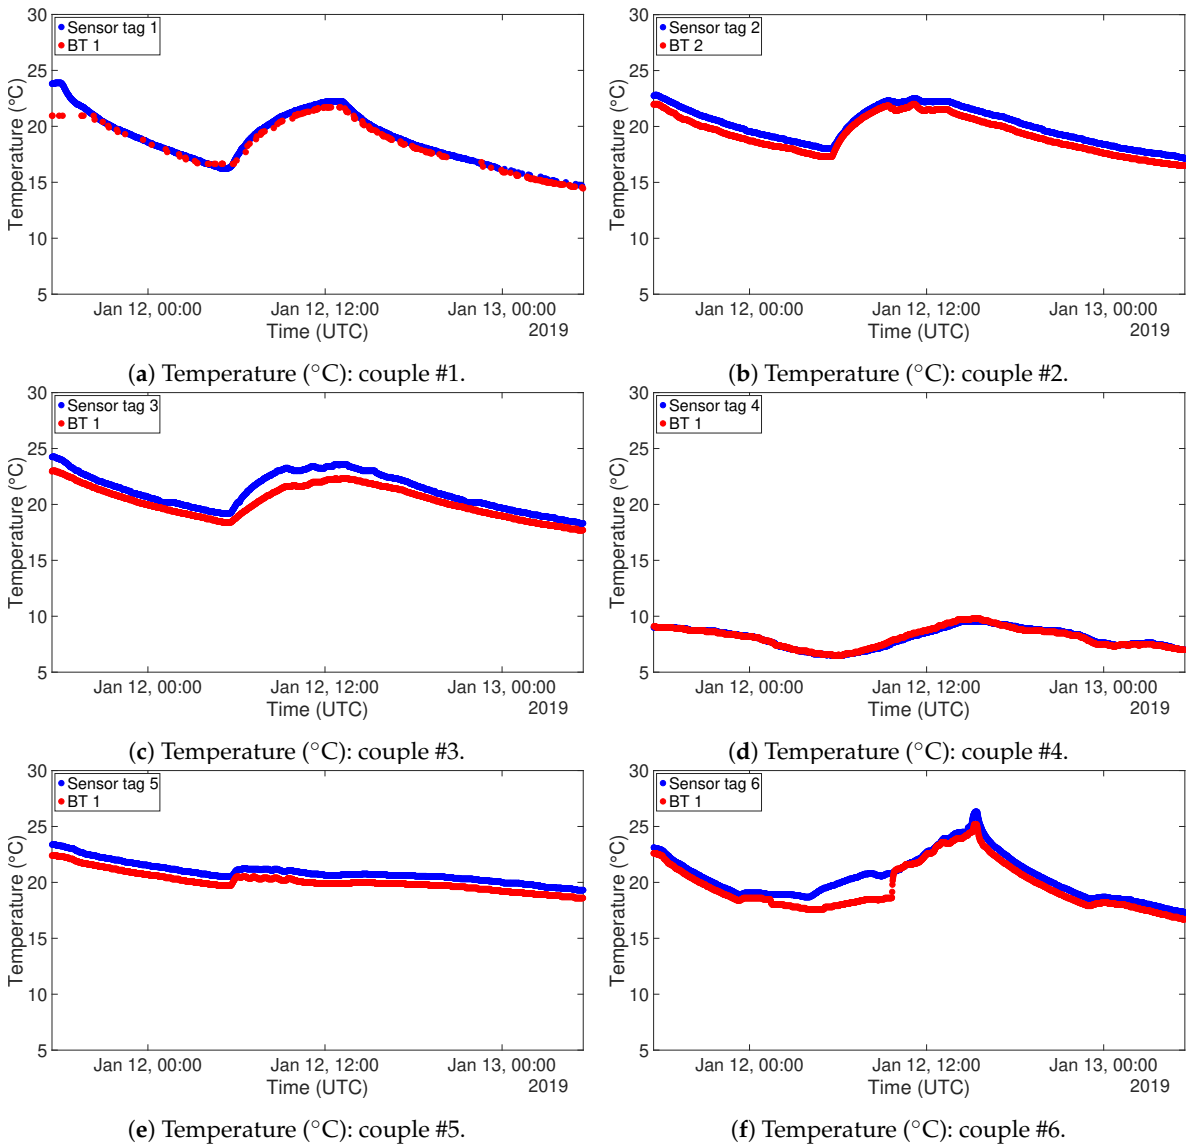 30
25
20
15
10
5
Temperature (°C)
Sensor tag 1
BT 1
Jan 12, 00:00
Jan 12, 12:00
Jan 13, 00:00
Time (UTC)
2019
(a) Temperature (°C): couple #1.
30
25
20
15
10
5
Temperature (°C)
Sensor tag 2
BT 2
Jan 12, 00:00
Jan 12, 12:00
Jan 13, 00:00
Time (UTC)
2019
(b) Temperature (°C): couple #2.
30
25
20
15
10
5
Temperature (°C)
Sensor tag 3
BT 1
Jan 12, 00:00
Jan 12, 12:00
Jan 13, 00:00
Time (UTC)
2019
(c) Temperature (°C): couple #3.
30
25
20
15
10
5
Temperature (°C)
Sensor tag 4
BT 1
Jan 12, 00:00
Jan 12, 12:00
Jan 13, 00:00
Time (UTC)
2019
(d) Temperature (°C): couple #4.
30
25
20
15
10
5
Temperature (°C)
Sensor tag 5
BT 1
Jan 12, 00:00
Jan 12, 12:00
Jan 13, 00:00
Time (UTC)
2019
(e) Temperature (°C): couple #5.
30
25
20
15
10
5
Temperature (°C)
Sensor tag 6
BT 1
Jan 12, 00:00
Jan 12, 12:00
Jan 13, 00:00
Time (UTC)
2019
(f) Temperature (°C): couple #6.